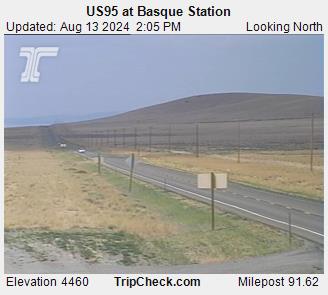 US95 at Basque Station
Updated: Aug 13 2024 2:05 PM Looking North
Elevation 4460 TripCheck.com Milepost 91.62